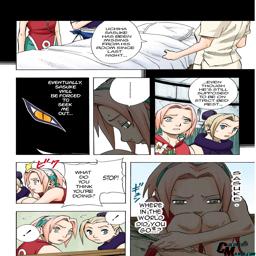 UCHIHA
SASUKE
HAS BEEN
MISSING
FROM HIS
ROOM SINCE
LAST
NIGHT...
...EVEN
THOUGH
HE'S STILL
SUPPOSED
TO BE ON
STRICT BED
REST.
EVENTUALLY,
SASUKE
WILL BE
FORCED
TO SEEK
ME
OUT...
STOP!
WHAT
DO YOU
THINK
YOU'RE
DOING?
SASUKE...
WHERE
IN THE
WORLD
DID YOU
GO?